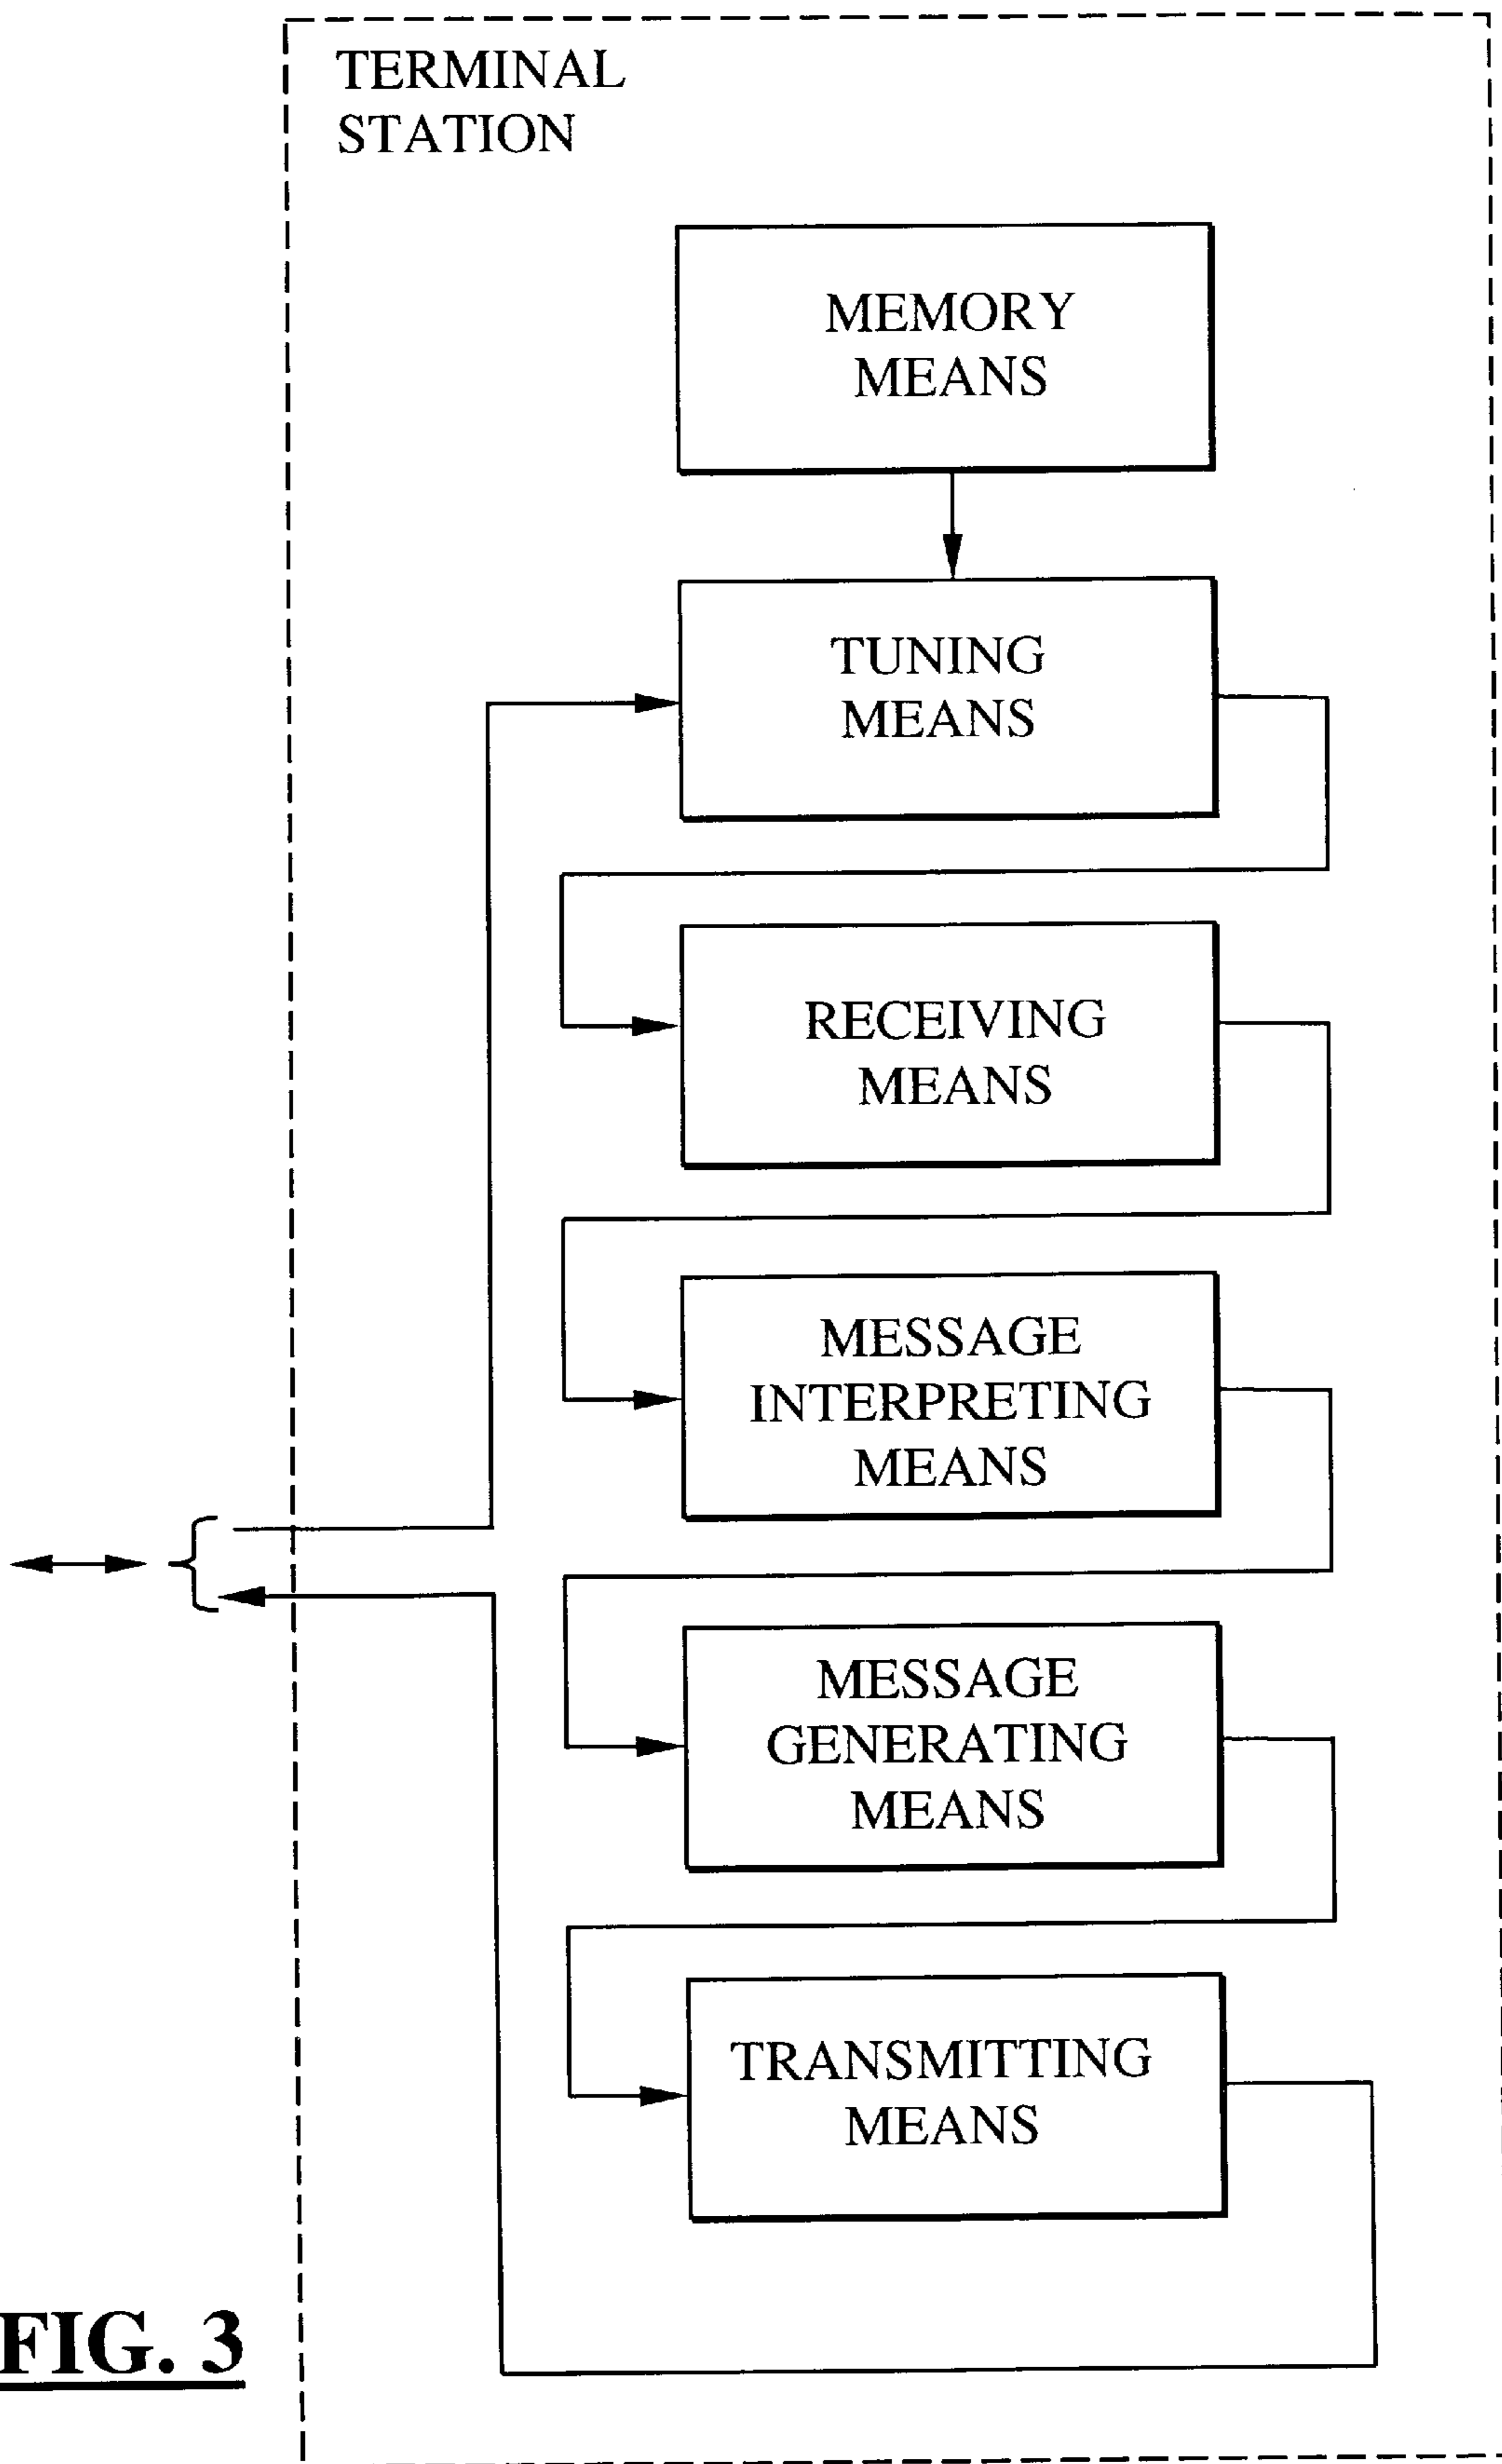 TERMINAL
STATION
MEMORY
MEANS
TUNING
MEANS
RECEIVING
MEANS
MESSAGE
INTERPRETING
MEANS
MESSAGE
GENERATING
MEANS
TRANSMITTING
MEANS
FIG. 3